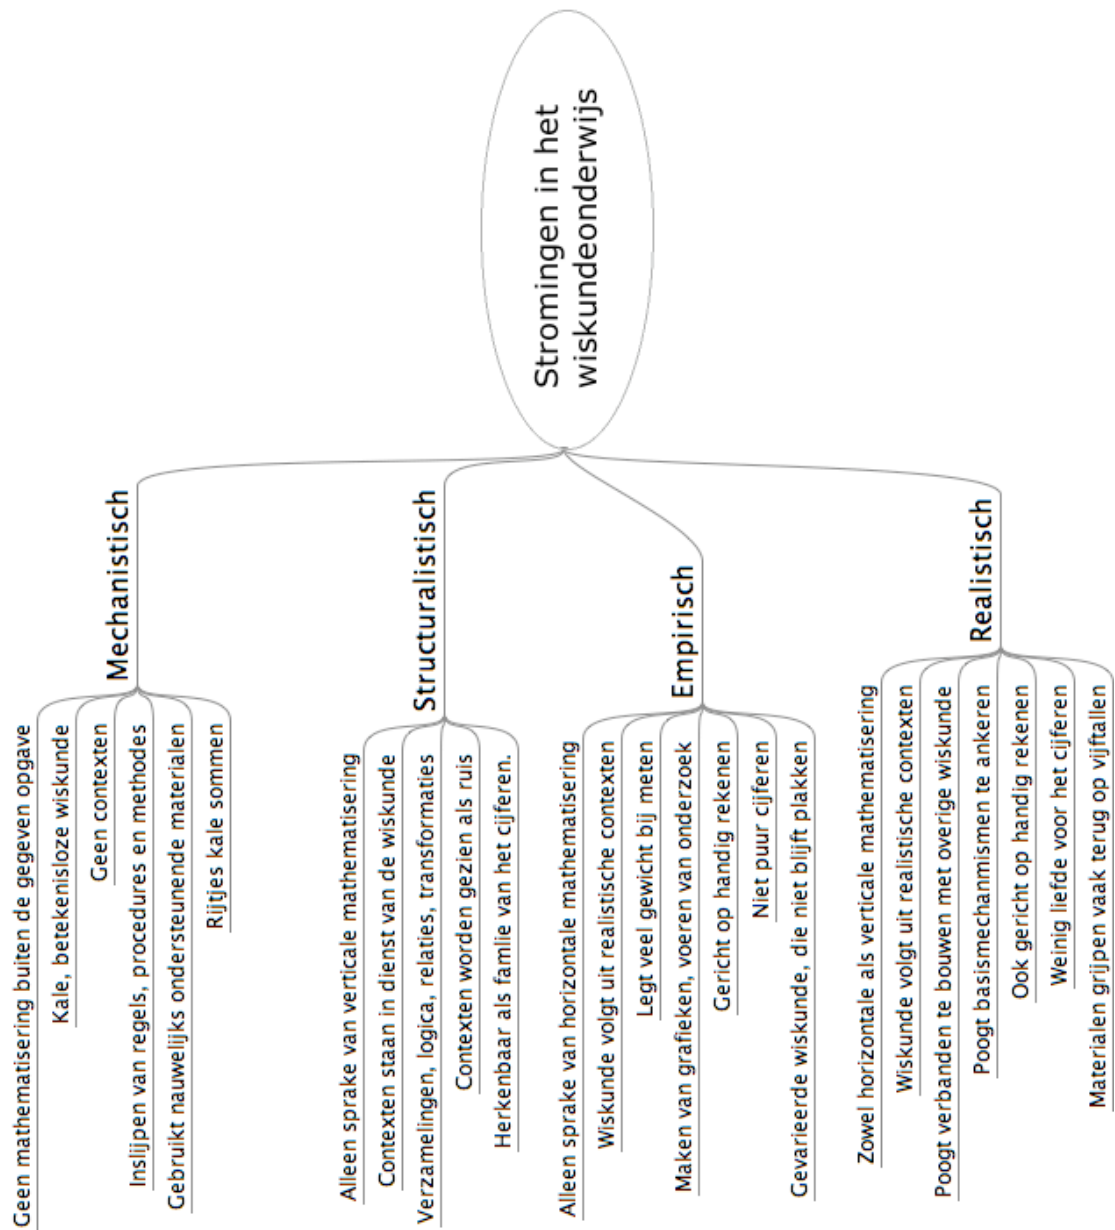 Stromingen in het
wiskundeonderwijs
Mechanistisch
Geen mathematisering buiten de gegeven opgave
Kale, betekenisloze wiskunde
Geen contexten
Inslijpen van regels, procedures en methodes
Gebruikt nauwelijks ondersteunende materialen
Rijtjes kale sommen
Structuralistisch
Alleen sprake van verticale mathematisering
Contexten staan in dienst van de wiskunde
Verzamelingen, logica, relaties, transformaties
Contexten worden gezien als ruis
Herkenbaar als famlie van het cijferen.
Empirisch
Alleen sprake van horizontale mathematisering
Wiskunde volgt uit realistische contexten
Legt veel gewicht bij meten
Maken van grafieken, voeren van onderzoek
Gericht op handig rekenen
Niet puur cijferen
Gevarieerde wiskunde, die niet blijft plakken
Realistisch
Zowel horizontale als verticale mathematisering
Wiskunde volgt uit realistische contexten
Poogt verbanden te bouwen met overige wiskunde
Poogt basismechanmismen te ankeren
Ook gericht op handig rekenen
Weinig liefde voor het cijferen
Materialen grijpen vaak terug op vijftallen